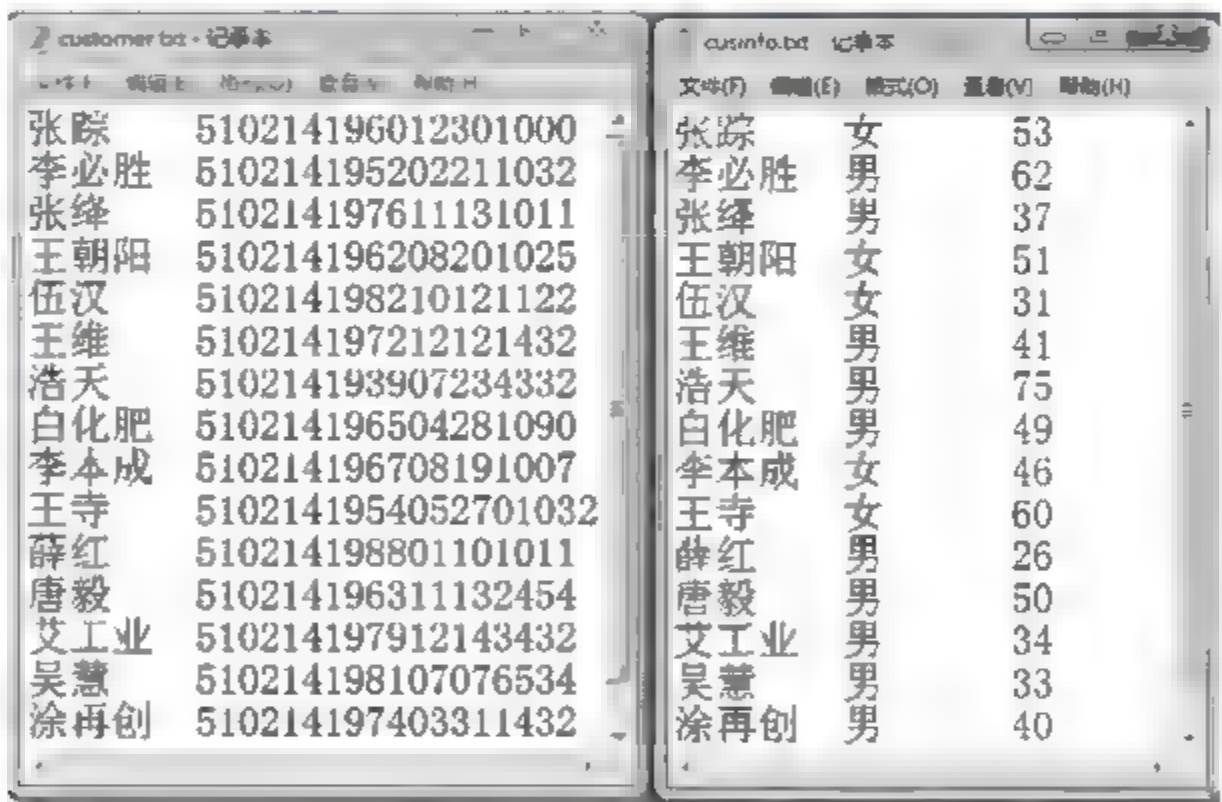 customer.txt - 记事本
张踪 510214196012301000
李必胜 510214195202211032
张绎 510214197611131011
王朝阳 510214196208201025
伍汉 510214198210121122
王维 510214197212121432
浩天 510214193907234332
白化肥 510214196504281090
李本成 510214196708191007
王寺 5102141954052701032
薛红 510214198801101011
唐毅 510214196311132454
艾工业 510214197912143432
吴慧 510214198107076534
涂再创 510214197403311432
cusinfo.txt 记事本
文件(F) 编辑(E) 格式(O) 查看(V) 帮助(H)
张踪 女 53
李必胜 男 62
张绎 男 37
王朝阳 女 51
伍汉 女 31
王维 男 41
浩天 男 75
白化肥 男 49
李本成 女 46
王寺 女 60
薛红 男 26
唐毅 男 50
艾工业 男 34
吴慧 男 33
涂再创 男 40